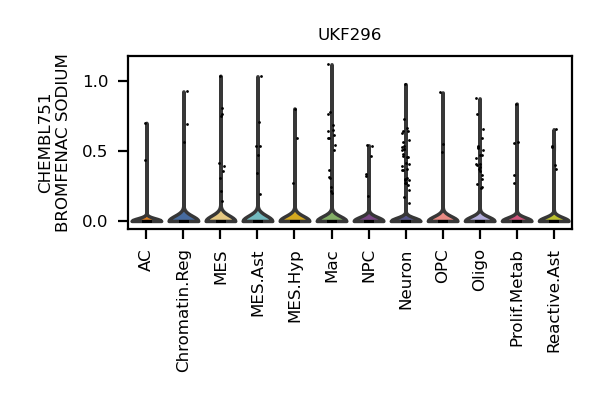 UKF296
CHEMBL751
BROMFENAC SODIUM
1.0
0.5
0.0
AC
Chromatin.Reg
MES
MES.Ast
MES.Hyp
Mac
NPC
Neuron
OPC
Oligo
Prolif.Metab
Reactive.Ast